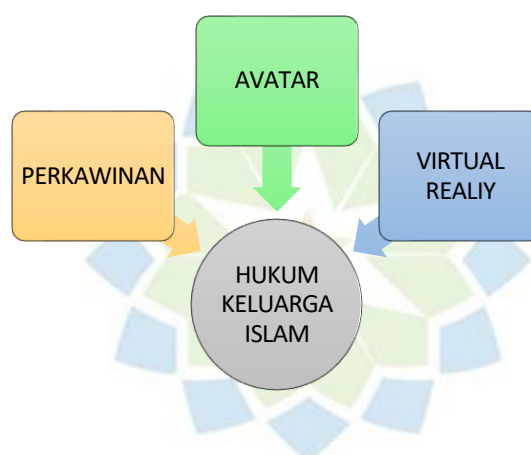 AVATAR
PERKAWINAN
VIRTUAL
REALIY
HUKUM
KELUARGA
ISLAM